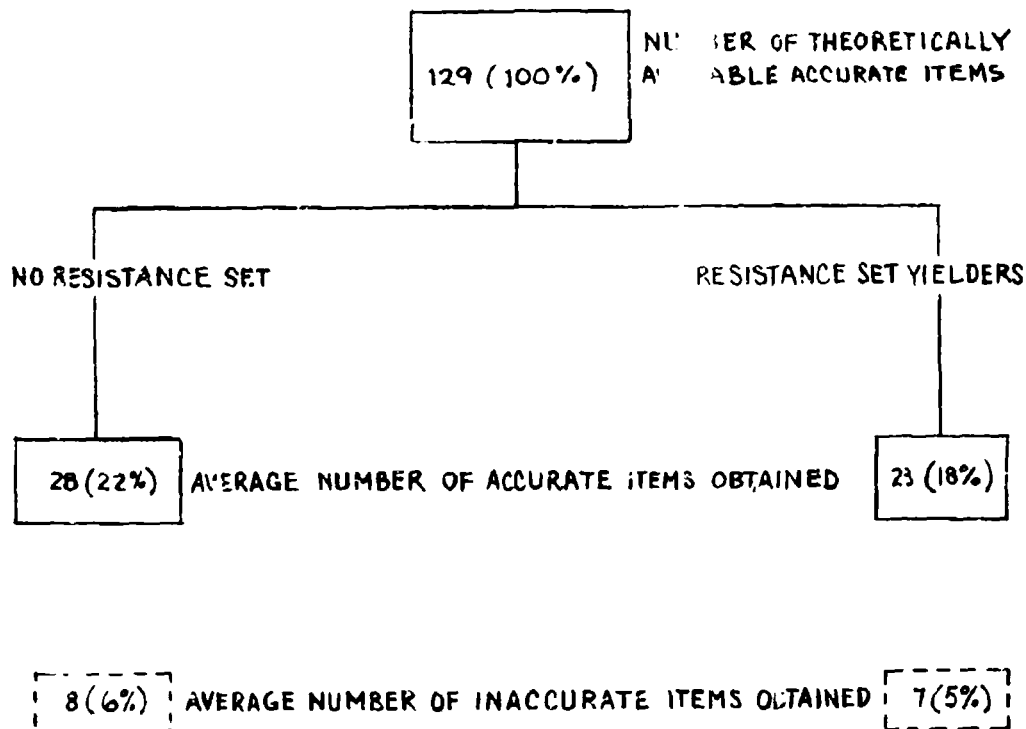 OF THEORETICALLY
129 (100%)
ACCURATE ITEMS
NO RESISTANCE SET
RESISTANCE SET YIELDERS
28 (22%)
AVERAGE NUMBER OF ACCURATE ITEMS OBTAINED
23 (18%)
8 (6%)
AVERAGE NUMBER OF INACCURATE ITEMS OBTAINED
7 (5%)